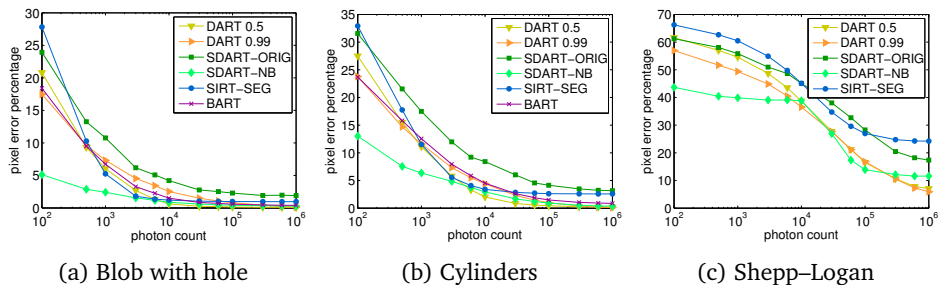 30
25
20
15
10
5
0
pixel error percentage
DART 0.5
DART 0.99
SDART−ORIG
SDART−NB
SIRT−SEG
BART
10^2
10^3
10^4
10^5
10^6
photon count
(a) Blob with hole
35
30
25
20
15
10
5
0
pixel error percentage
DART 0.5
DART 0.99
SDART−ORIG
SDART−NB
SIRT−SEG
BART
10^2
10^3
10^4
10^5
10^6
photon count
(b) Cylinders
70
60
50
40
30
20
10
0
pixel error percentage
DART 0.5
DART 0.99
SDART−ORIG
SDART−NB
SIRT−SEG
10^2
10^3
10^4
10^5
10^6
photon count
(c) Shepp–Logan